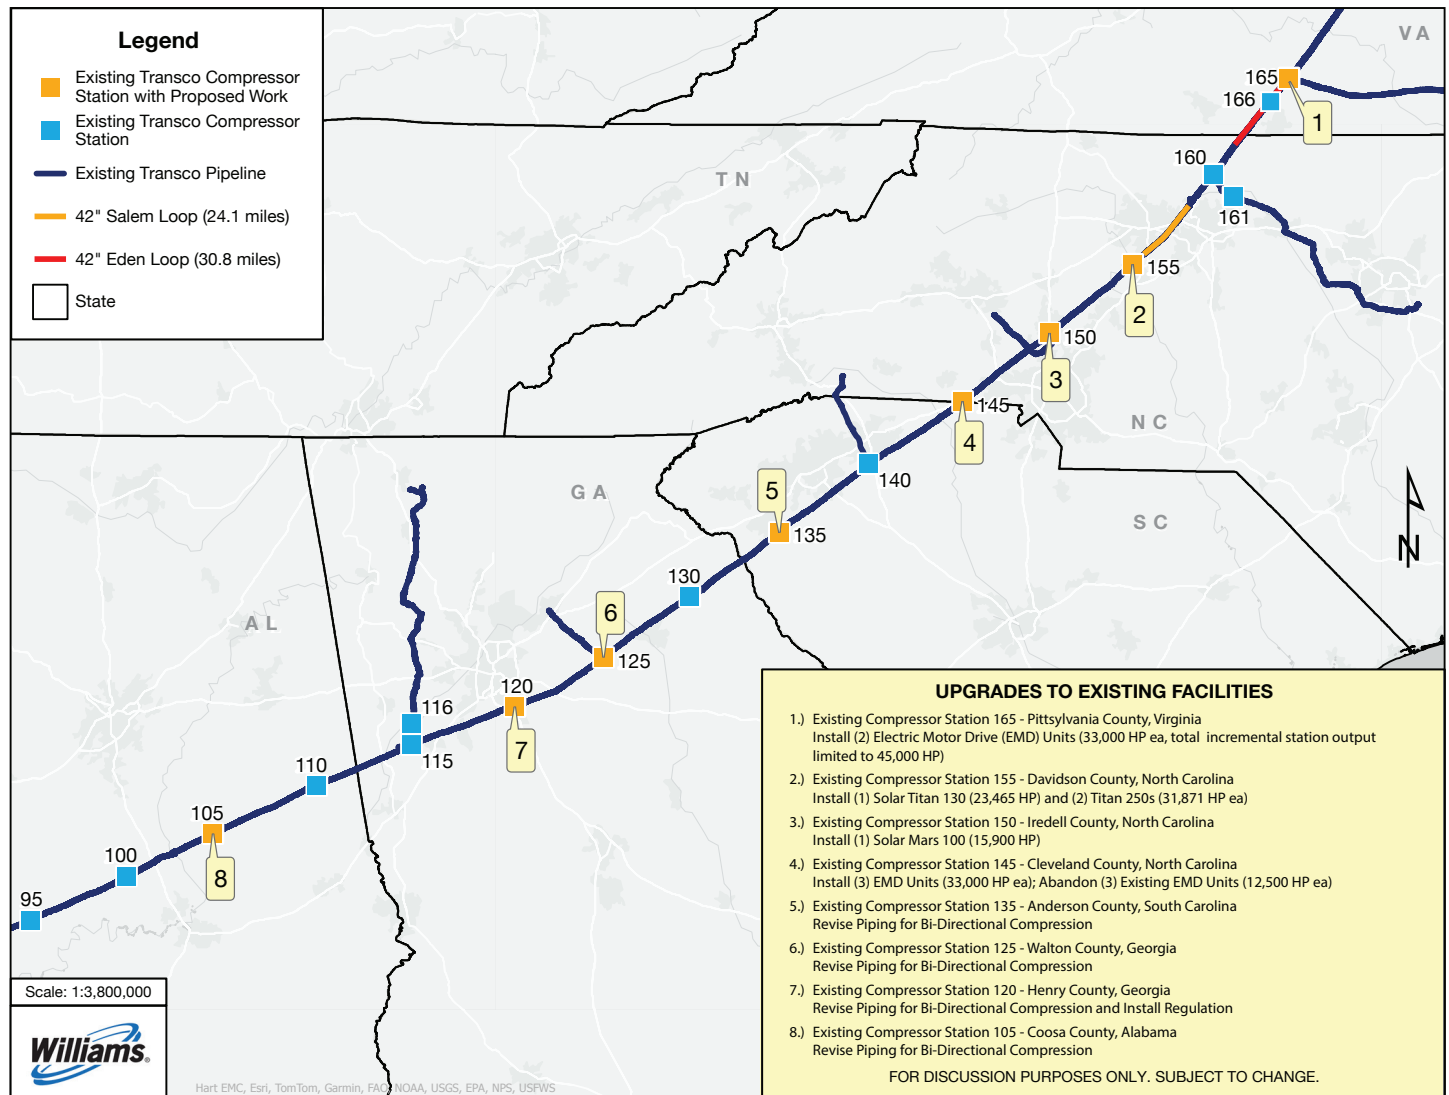 Legend
Existing Transco Compressor
Station with Proposed Work
Existing Transco Compressor
Station
Existing Transco Pipeline
42" Salem Loop (24.1 miles)
42" Eden Loop (30.8 miles)
State
VA
165
166
1
160
TN
161
155
2
150
3
145
NC
4
140
GA
5
SC
135
N
130
6
AL
125
120
116
7
115
110
105
100
8
95
UPGRADES TO EXISTING FACILITIES
1.) Existing Compressor Station 165 - Pittsylvania County, Virginia
Install (2) Electric Motor Drive (EMD) Units (33,000 HP ea, total incremental station output
limited to 45,000 HP)
2.) Existing Compressor Station 155 - Davidson County, North Carolina
Install (1) Solar Titan 130 (23,465 HP) and (2) Titan 250s (31,871 HP ea)
3.) Existing Compressor Station 150 - Iredell County, North Carolina
Install (1) Solar Mars 100 (15,900 HP)
4.) Existing Compressor Station 145 - Cleveland County, North Carolina
Install (3) EMD Units (33,000 HP ea); Abandon (3) Existing EMD Units (12,500 HP ea)
5.) Existing Compressor Station 135 - Anderson County, South Carolina
Revise Piping for Bi-Directional Compression
6.) Existing Compressor Station 125 - Walton County, Georgia
Revise Piping for Bi-Directional Compression
7.) Existing Compressor Station 120 - Henry County, Georgia
Revise Piping for Bi-Directional Compression and Install Regulation
8.) Existing Compressor Station 105 - Coosa County, Alabama
Revise Piping for Bi-Directional Compression
FOR DISCUSSION PURPOSES ONLY. SUBJECT TO CHANGE.
Scale: 1:3,800,000
Williams®
Hart EMC, Esri, TomTom, Garmin, FAO, NOAA, USGS, EPA, NPS, USFWS